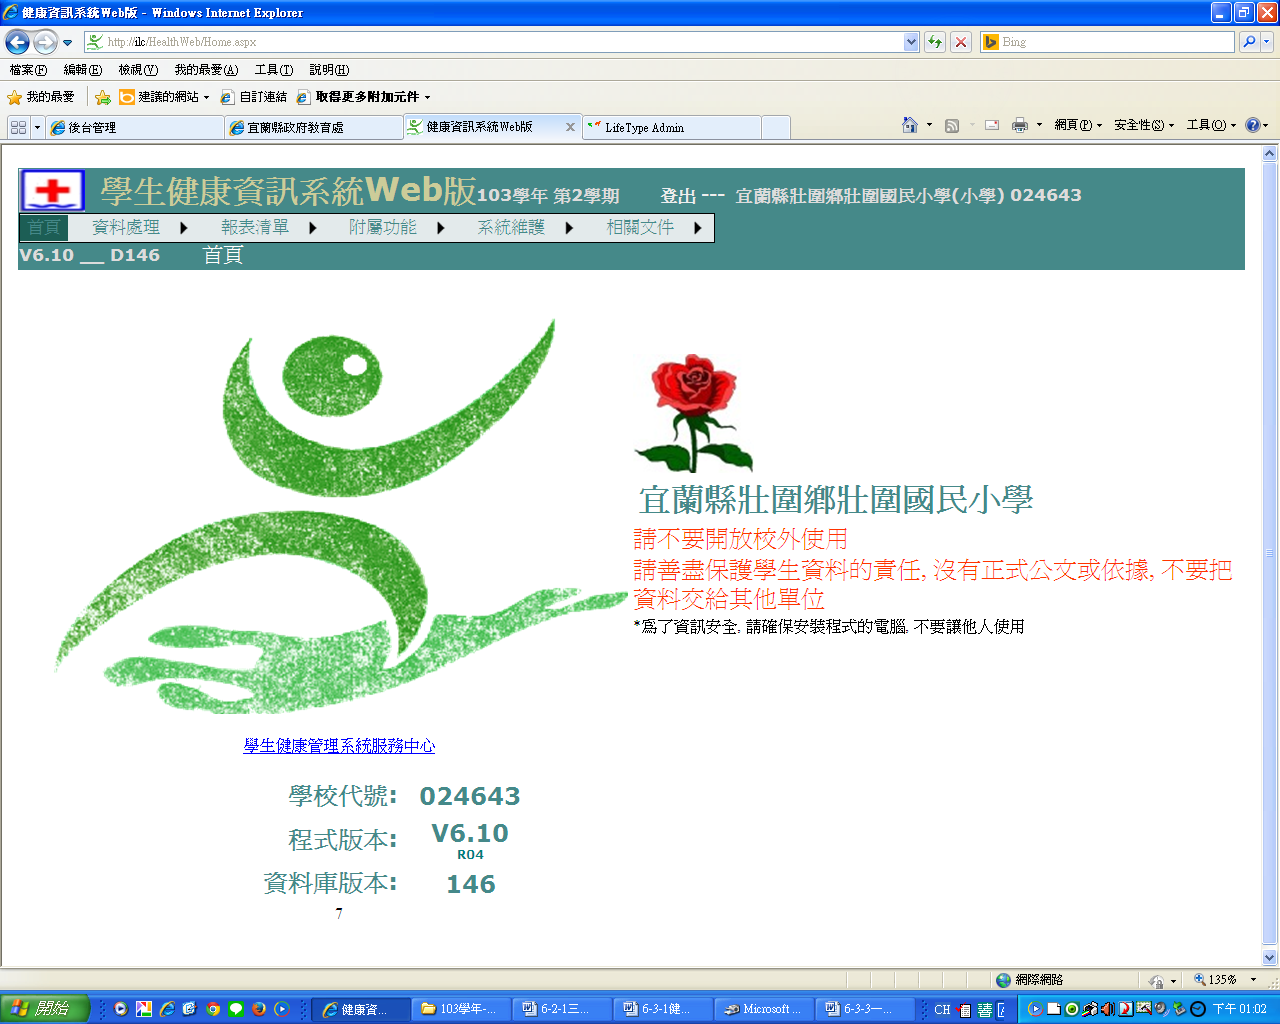 健康資訊系統Web版 - Windows Internet Explorer
http://ilc/HealthWeb/Home.aspx
Bing
檔案(F) 編輯(E) 檢視(V) 我的最愛(A) 工具(T) 說明(H)
我的最愛 建議的網站 自訂連結 取得更多附加元件
後台管理 宜蘭縣政府教育處 健康資訊系統Web版 LifeType Admin 網頁(P) 安全性(S) 工具(O)
學生健康資訊系統Web版 103學年 第2學期 登出 --- 宜蘭縣壯圍鄉壯圍國民小學(小學) 024643
首頁 資料處理 報表清單 附屬功能 系統維護 相關文件
V6.10 __ D146 首頁
宜蘭縣壯圍鄉壯圍國民小學
請不要開放校外使用
請善盡保護學生資料的責任, 沒有正式公文或依據, 不要把
資料交給其他單位
*為了資訊安全, 請確保安裝程式的電腦, 不要讓他人使用
學生健康管理系統服務中心
學校代號: 024643
程式版本: V6.10
R04
資料庫版本: 146
7
網際網路 135%
開始 健康資... 103學年-... 6-2-1三... 6-3-1健... Microsoft ... 6-3-3一... CH 下午 01:02